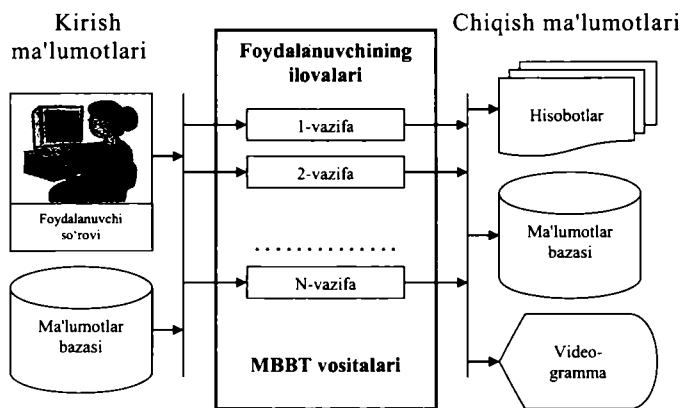 Kirish
ma'lumotlari
Foydalanuvchi
so'rovi
Ma'lumotlar
bazasi
Foydalanuvchining
ilovalari
1-vazifa
2-vazifa
. . . . . . . . . . . . .
N-vazifa
MBBT vositalari
Chiqish ma'lumotlari
Hisobotlar
Ma'lumotlar
bazasi
Video-
gramma